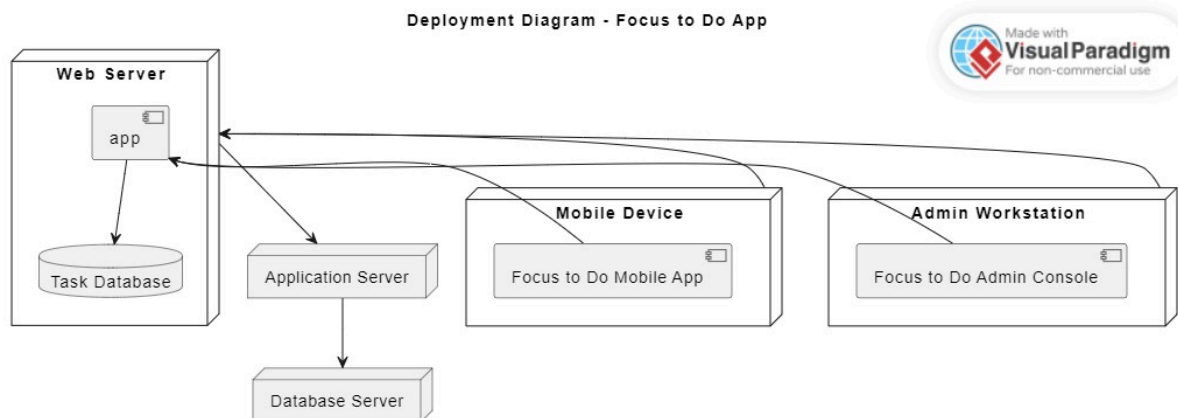 Deployment Diagram - Focus to Do App
Made with
Visual Paradigm
For non-commercial use
Web Server
app
Task Database
Application Server
Database Server
Mobile Device
Focus to Do Mobile App
Admin Workstation
Focus to Do Admin Console